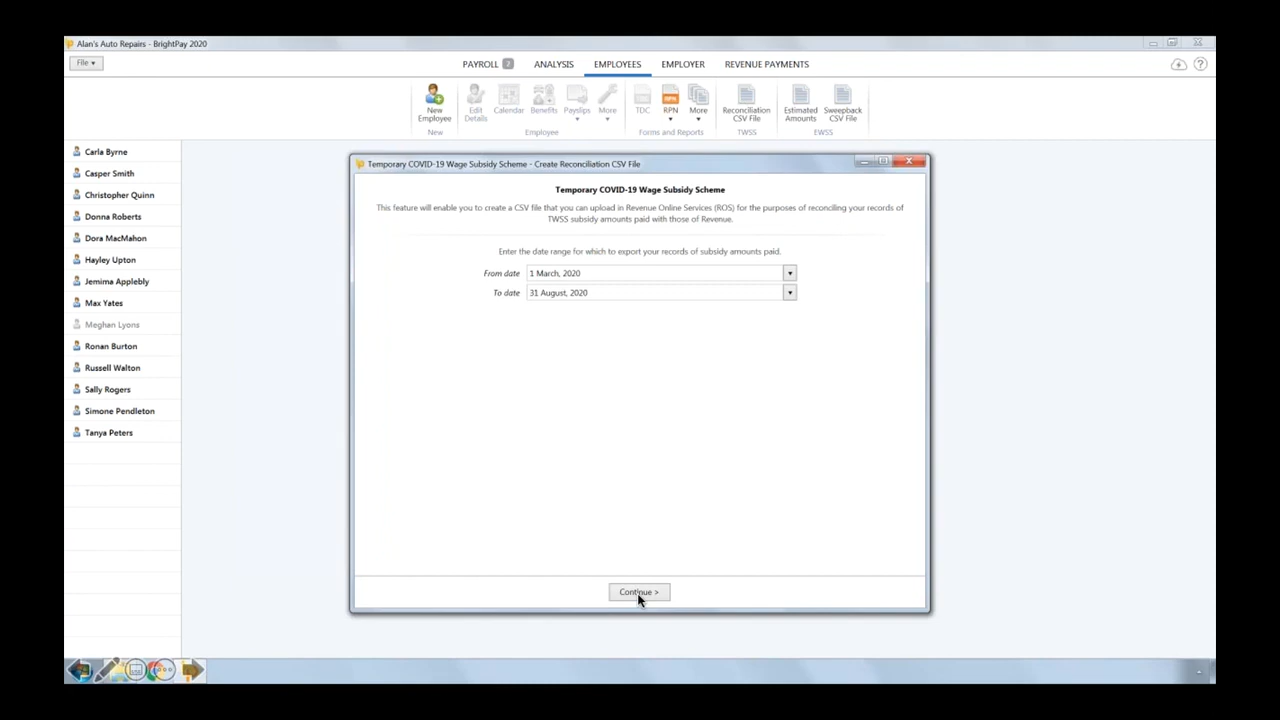 Alan's Auto Repairs - BrightPay 2020
File
PAYROLL 2 ANALYSIS EMPLOYEES EMPLOYER REVENUE PAYMENTS
New Employee
Edit Details
Calendar
Benefits
Payslips
More
TDC
RPN
More
Reconciliation CSV File
Estimated Amounts
Sweepback CSV File
New
Employee
Forms and Reports
TWSS
EWSS
Carla Byrne
Casper Smith
Christopher Quinn
Donna Roberts
Dora MacMahon
Hayley Upton
Jemima Applebly
Max Yates
Meghan Lyons
Ronan Burton
Russell Walton
Sally Rogers
Simone Pendleton
Tanya Peters
Temporary COVID-19 Wage Subsidy Scheme - Create Reconciliation CSV File
Temporary COVID-19 Wage Subsidy Scheme
This feature will enable you to create a CSV file that you can upload in Revenue Online Services (ROS) for the purposes of reconciling your records of
TWSS subsidy amounts paid with those of Revenue.
Enter the date range for which to export your records of subsidy amounts paid.
From date 1 March, 2020
To date 31 August, 2020
Continue >